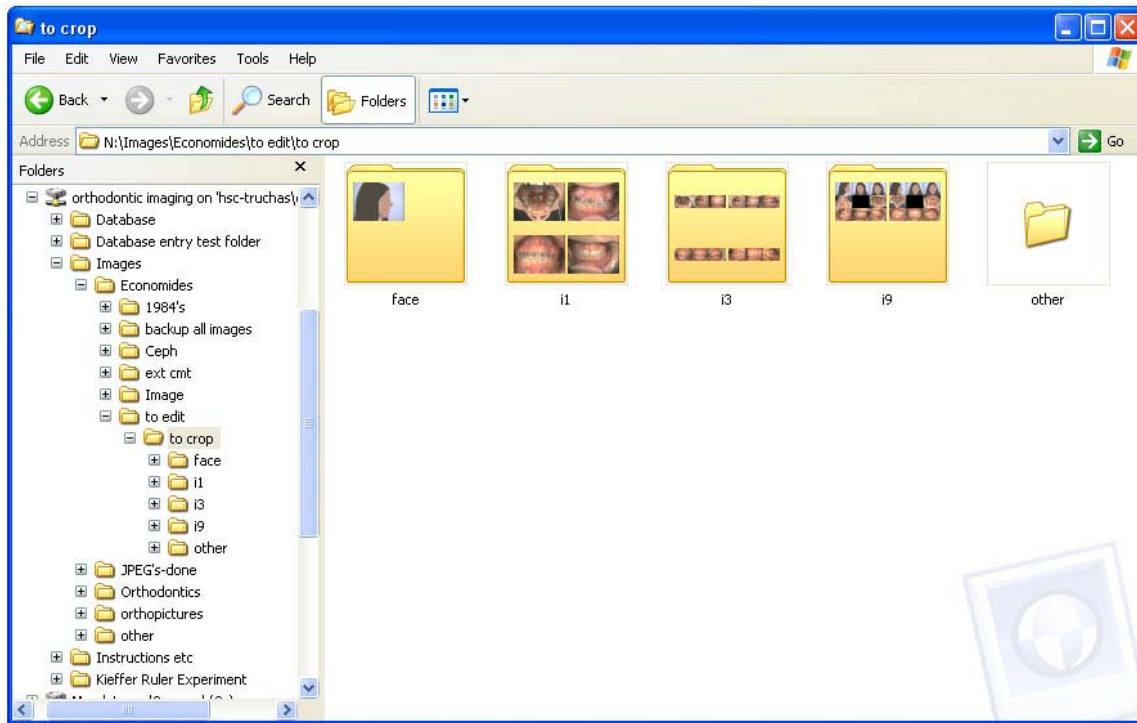 to crop
File Edit View Favorites Tools Help
Back Search Folders
Address N:\Images\Economides\to edit\to crop Go
Folders
orthodontic imaging on 'hsc-truchas\
Database
Database entry test folder
Images
Economides
1984's
backup all images
Ceph
ext cmt
Image
to edit
to crop
face
i1
i3
i9
other
JPEG's-done
Orthodontics
orthopictures
other
Instructions etc
Kieffer Ruler Experiment
face i1 i3 i9 other